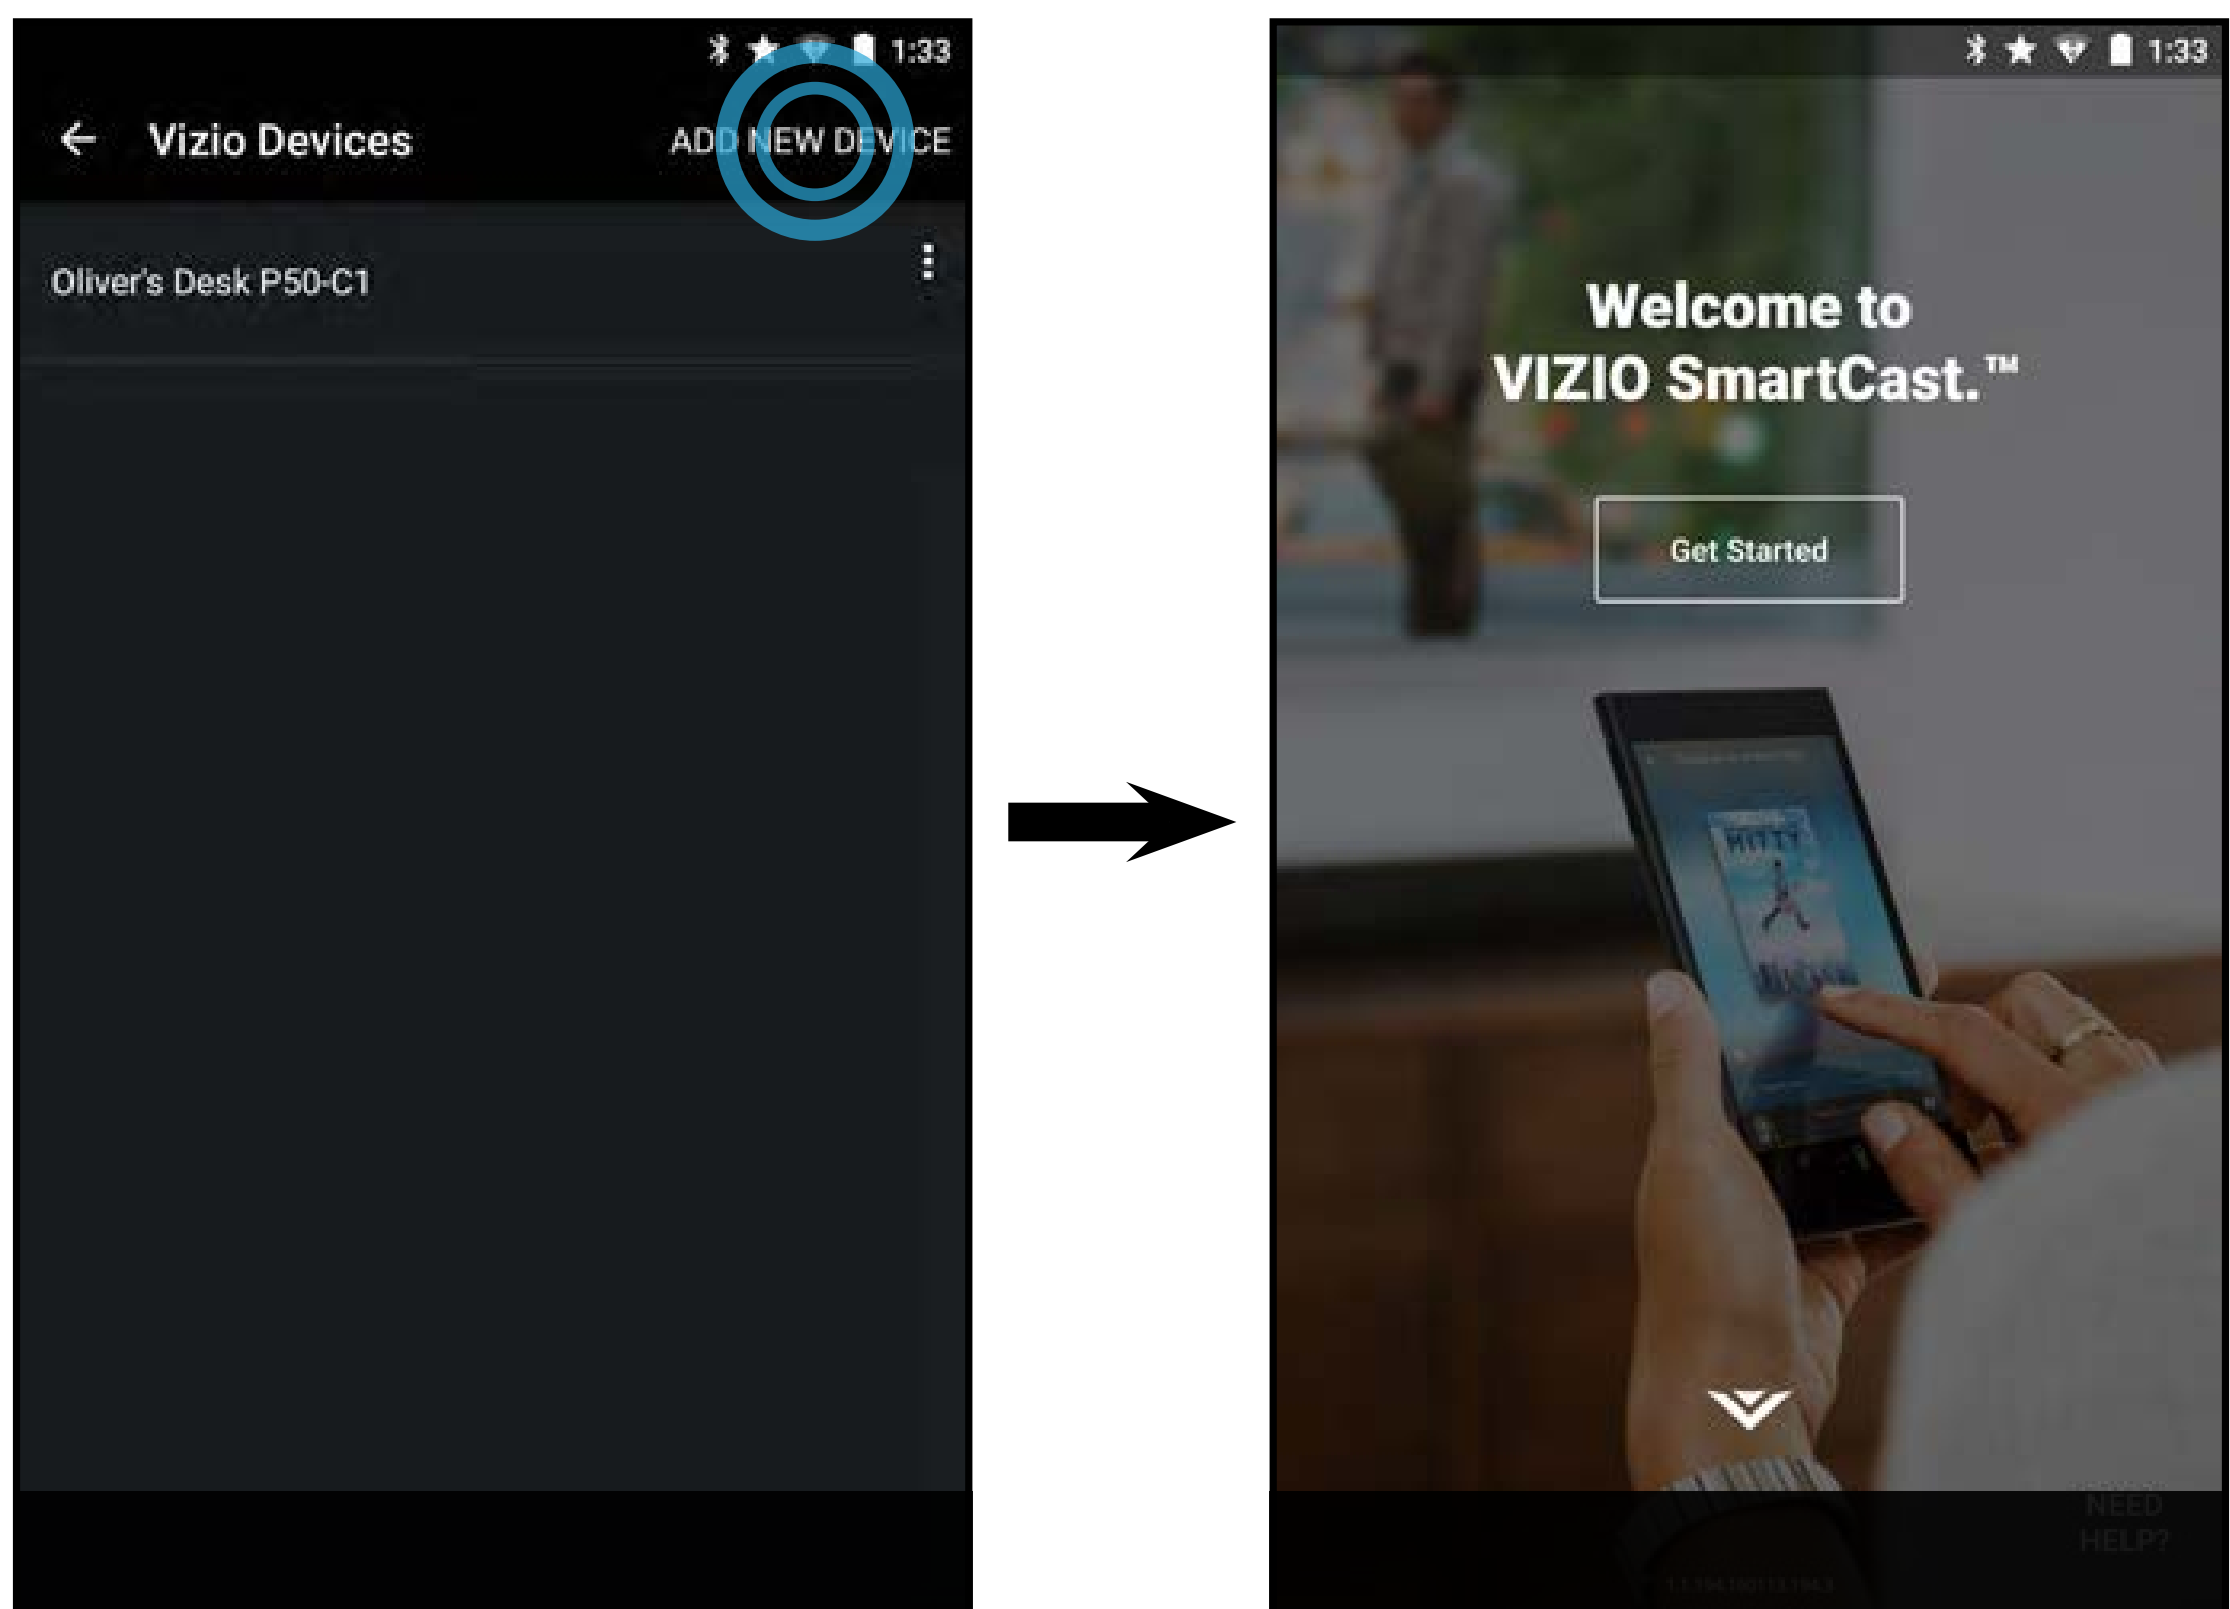 1:33
Vizio Devices
ADD NEW DEVICE
Oliver's Desk P50-C1
1:33
Welcome to
VIZIO SmartCast.™
Get Started
MITTY
NEED
HELP?